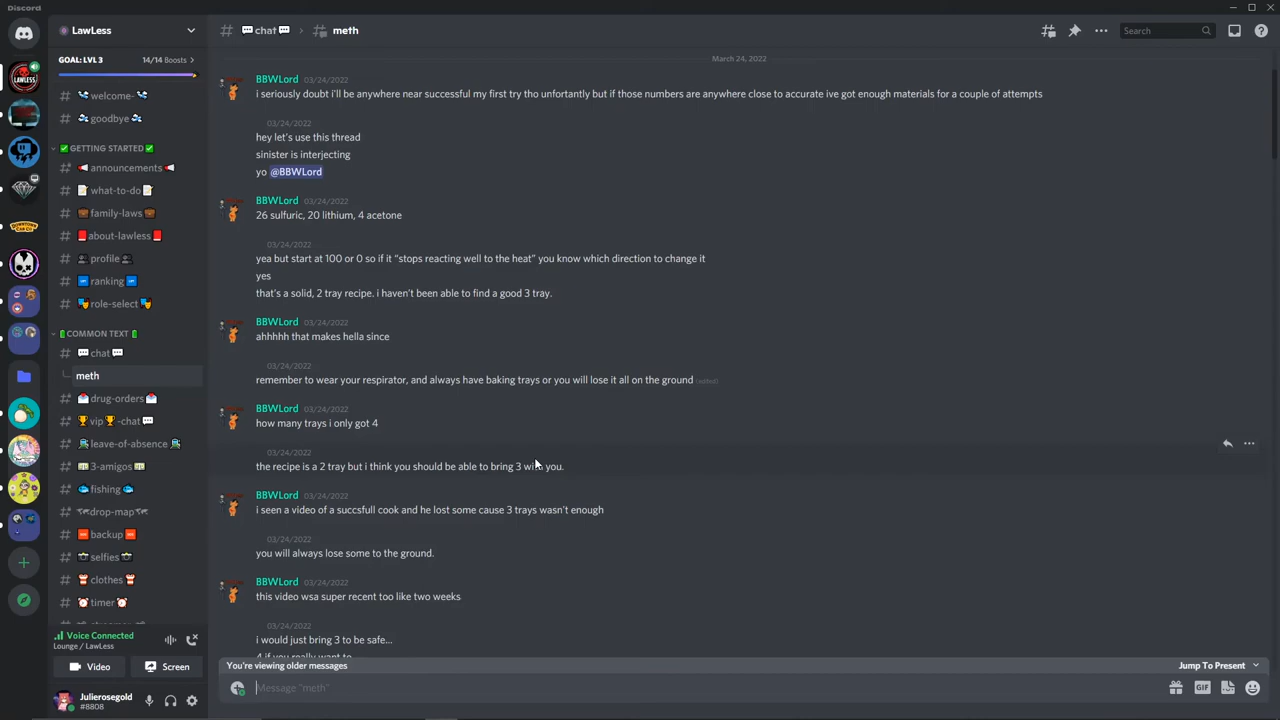 Discord
LawLess
GOAL: LVL 3 14/14 Boosts
# welcome-
# goodbye
GETTING STARTED
announcements
what-to-do
family-laws
about-lawless
profile
ranking
role-select
COMMON TEXT
chat
meth
drug-orders
vip -chat
leave-of-absence
3-amigos
fishing
drop-map
backup
selfies
clothes
timer
Voice Connected
Lounge / LawLess
Video Screen
Julierosegold
#8808
chat > meth
Search
March 24, 2022
BBWLord 03/24/2022
i seriously doubt i'll be anywhere near successful my first try tho unfortantly but if those numbers are anywhere close to accurate ive got enough materials for a couple of attempts
03/24/2022
hey let's use this thread
sinister is interjecting
yo @BBWLord
BBWLord 03/24/2022
26 sulfuric, 20 lithium, 4 acetone
03/24/2022
yea but start at 100 or 0 so if it “stops reacting well to the heat” you know which direction to change it
yes
that's a solid, 2 tray recipe. i haven't been able to find a good 3 tray.
BBWLord 03/24/2022
ahhhhh that makes hella since
03/24/2022
remember to wear your respirator, and always have baking trays or you will lose it all on the ground (edited)
BBWLord 03/24/2022
how many trays i only got 4
03/24/2022
the recipe is a 2 tray but i think you should be able to bring 3 with you.
BBWLord 03/24/2022
i seen a video of a succsfull cook and he lost some cause 3 trays wasn't enough
03/24/2022
you will always lose some to the ground.
BBWLord 03/24/2022
this video wsa super recent too like two weeks
03/24/2022
i would just bring 3 to be safe...
4 if you really want to
You're viewing older messages Jump To Present
Message "meth"
GIF